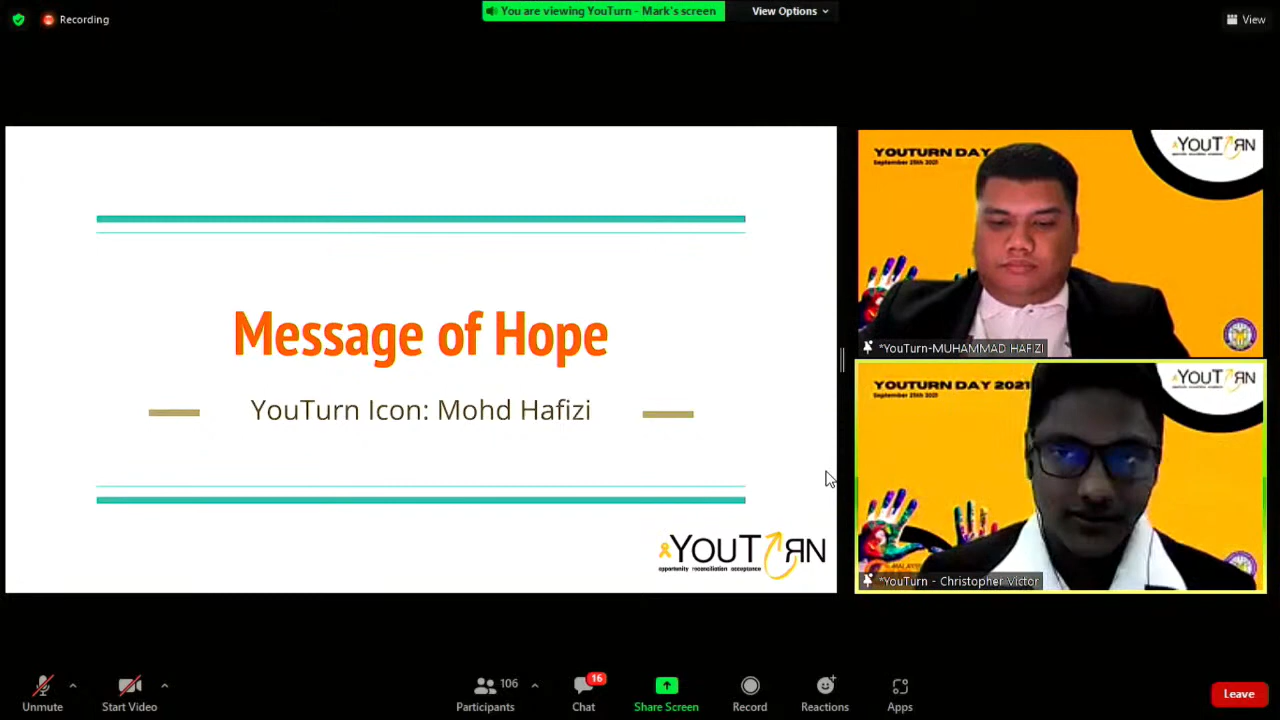 Recording
You are viewing YouTurn - Mark's screen
View Options
View
Message of Hope
YouTurn Icon: Mohd Hafizi
YOUTURN
opportunity reconciliation acceptance
YOUTURN DAY
September 25th 2021
YOUTURN
*YouTurn-MUHAMMAD HAFIZI
YOUTURN DAY 2021
September 25th 2021
YOUTURN
*YouTurn - Christopher Victor
Unmute
Start Video
106
Participants
16
Chat
Share Screen
Record
Reactions
Apps
Leave